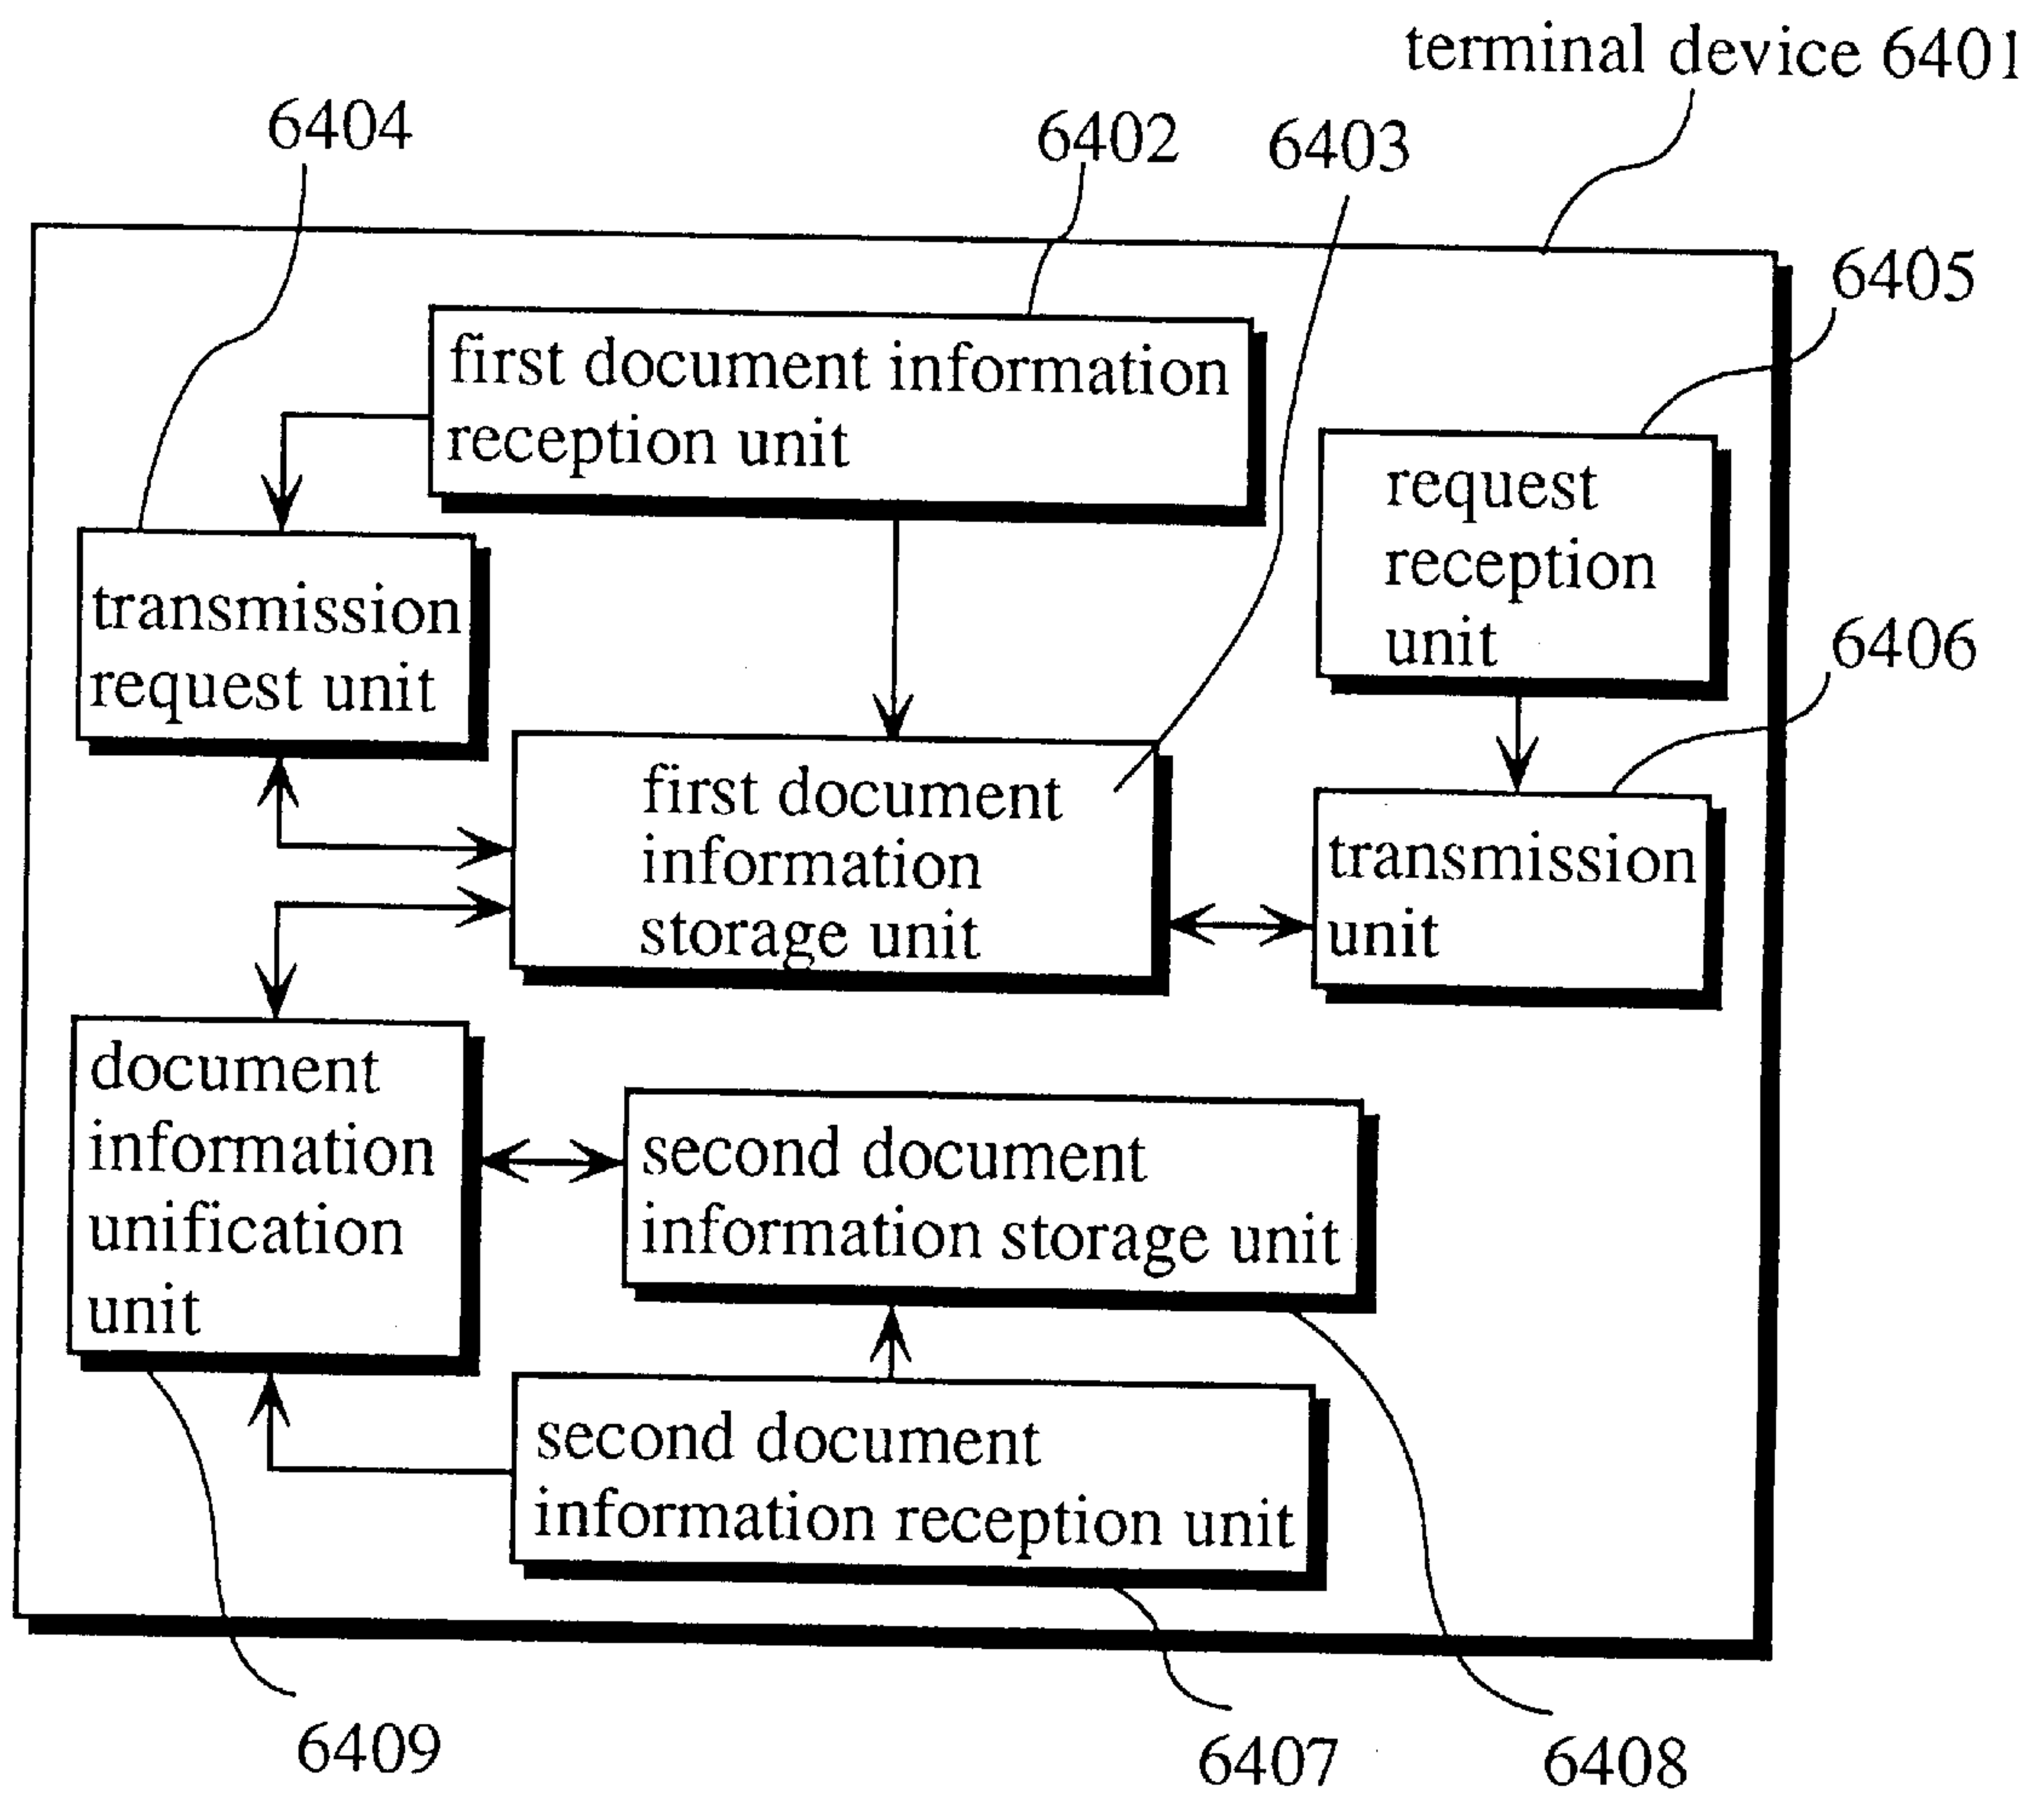 terminal device 6401
6404
6402
6403
6405
first document information
reception unit
request
reception
unit
transmission
request unit
6406
first document
information
storage unit
transmission
unit
document
information
unification
unit
second document
information storage unit
second document
information reception unit
6409
6407
6408